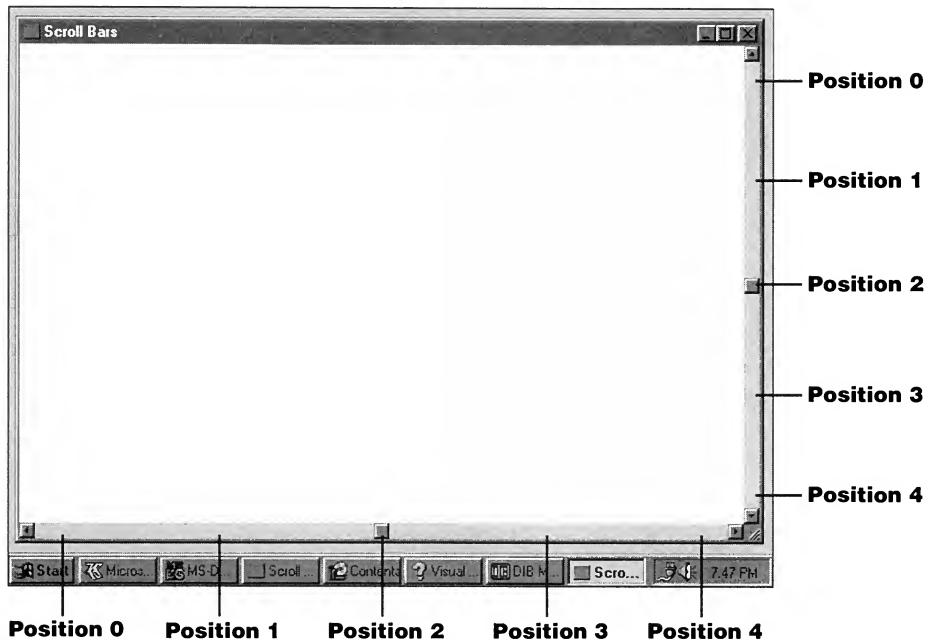 Scroll Bars
Position 0
Position 1
Position 2
Position 3
Position 4
Start Micros... MS-D... Scroll ... Contents Visual ... DIB M... Scro... 7:47 PM
Position 0 Position 1 Position 2 Position 3 Position 4